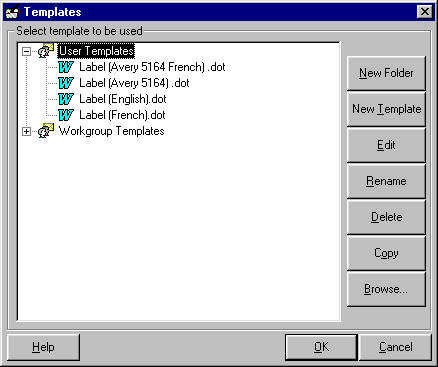 Templates
Select template to be used
User Templates
Label (Avery 5164 French) .dot
Label (Avery 5164) .dot
Label (English).dot
Label (French).dot
Workgroup Templates
New Folder
New Template
Edit
Rename
Delete
Copy
Browse...
Help
OK
Cancel